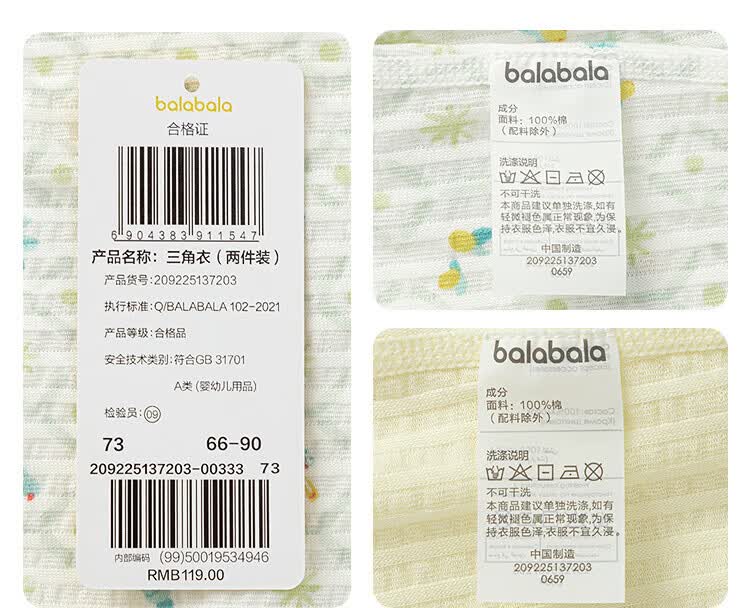 balabala
合格证
6 904383 911547
产品名称：三角衣（两件装）
产品货号:209225137203
执行标准:Q/BALABALA 102-2021
产品等级:合格品
安全技术类别:符合GB 31701
A类 (婴幼儿用品)
检验员:09
73 66-90
209225137203-00333 73
内部编码 (99)50019534946
RMB119.00
balabala
成分
面料：100%棉
（配料除外）
洗涤说明
不可干洗
本商品建议单独洗涤,如有
轻微褪色属正常现象,为保
持衣服色泽,衣服不宜久浸。
中国制造
209225137203
0659
balabala
成分
面料：100%棉
（配料除外）
洗涤说明
不可干洗
本商品建议单独洗涤,如有
轻微褪色属正常现象,为保
持衣服色泽,衣服不宜久浸。
中国制造
209225137203
0659